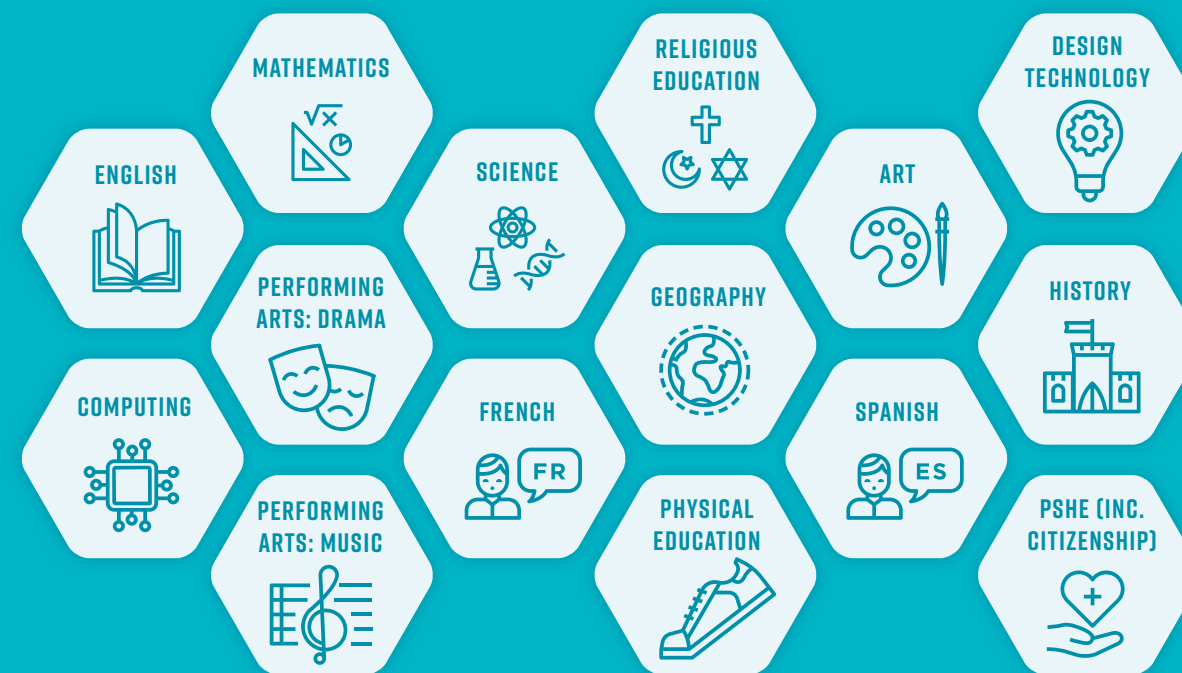 MATHEMATICS
RELIGIOUS
EDUCATION
DESIGN
TECHNOLOGY
ENGLISH
SCIENCE
ART
PERFORMING
ARTS: DRAMA
GEOGRAPHY
HISTORY
COMPUTING
FRENCH
FR
SPANISH
ES
PERFORMING
ARTS: MUSIC
PHYSICAL
EDUCATION
PSHE (INC.
CITIZENSHIP)